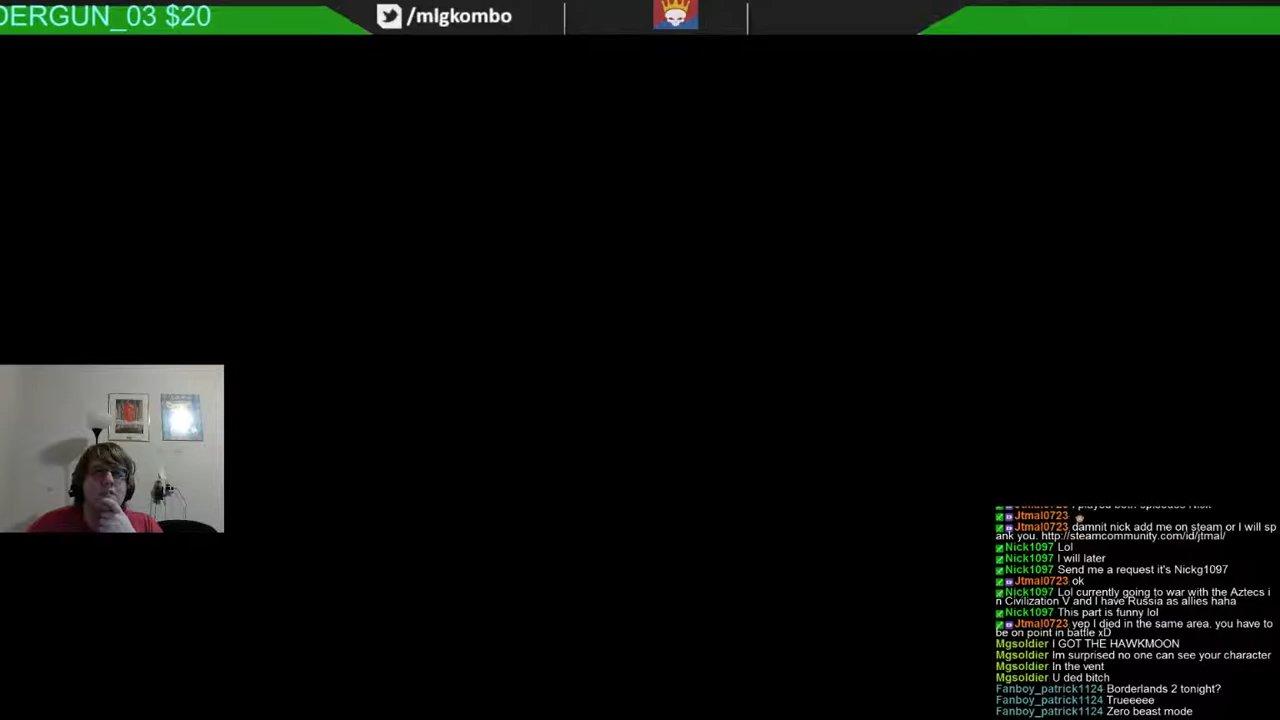 DERGUN_03 $20
/mlgkombo
Jtmal0723
Jtmal0723 damnit nick add me on steam or I will sp
ank you. http://steamcommunity.com/id/jtmal/
Nick1097 Lol
Nick1097 I will later
Nick1097 Send me a request it's Nickg1097
Jtmal0723 ok
Nick1097 Lol currently going to war with the Aztecs i
n Civilization V and I have Russia as allies haha
Nick1097 This part is funny lol
Jtmal0723 yep I died in the same area. you have to
be on point in battle xD
Mgsoldier I GOT THE HAWKMOON
Mgsoldier Im surprised no one can see your character
Mgsoldier In the vent
Mgsoldier U ded bitch
Fanboy_patrick1124 Borderlands 2 tonight?
Fanboy_patrick1124 Trueeeee
Fanboy_patrick1124 Zero beast mode